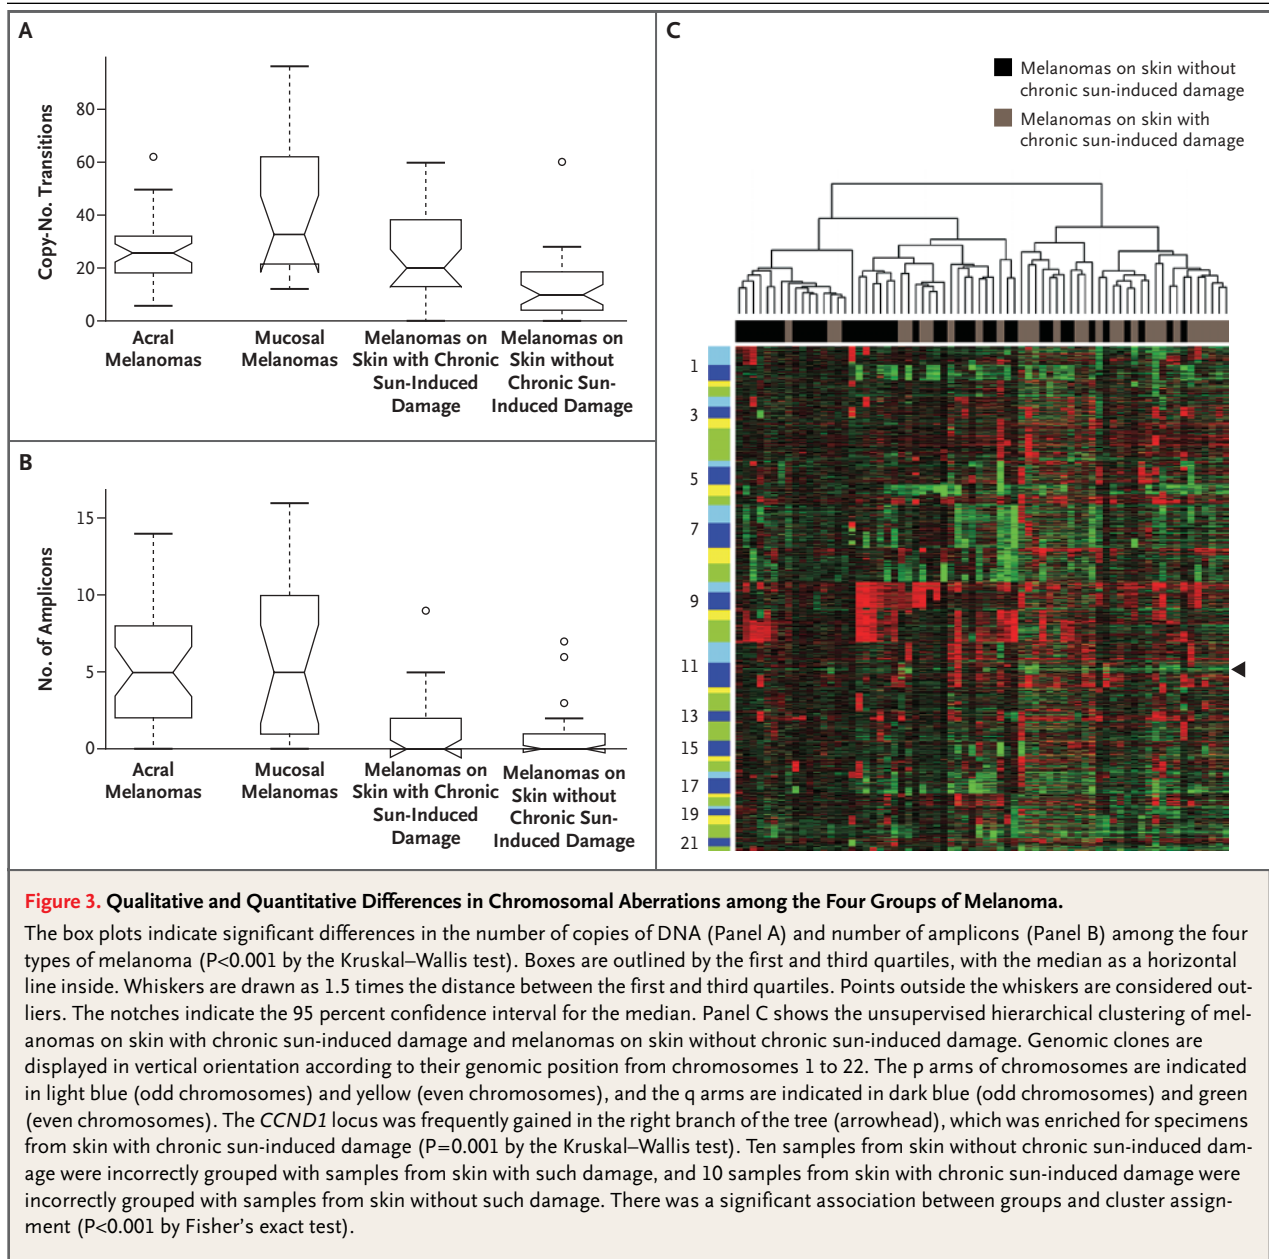 A
Copy-No. Transitions
80
60
40
20
0
Acral
Melanomas
Mucosal
Melanomas
Melanomas on
Skin with Chronic
Sun-Induced
Damage
Melanomas on
Skin without
Chronic Sun-
Induced Damage
B
No. of Amplicons
15
10
5
0
Acral
Melanomas
Mucosal
Melanomas
Melanomas on
Skin with Chronic
Sun-Induced
Damage
Melanomas on
Skin without
Chronic Sun-
Induced Damage
C
Melanomas on skin without
chronic sun-induced damage
Melanomas on skin with
chronic sun-induced damage
1
3
5
7
9
11
13
15
17
19
21
Figure 3. Qualitative and Quantitative Differences in Chromosomal Aberrations among the Four Groups of Melanoma.
The box plots indicate significant differences in the number of copies of DNA (Panel A) and number of amplicons (Panel B) among the four
types of melanoma (P<0.001 by the Kruskal–Wallis test). Boxes are outlined by the first and third quartiles, with the median as a horizontal
line inside. Whiskers are drawn as 1.5 times the distance between the first and third quartiles. Points outside the whiskers are considered out-
liers. The notches indicate the 95 percent confidence interval for the median. Panel C shows the unsupervised hierarchical clustering of mel-
anomas on skin with chronic sun-induced damage and melanomas on skin without chronic sun-induced damage. Genomic clones are
displayed in vertical orientation according to their genomic position from chromosomes 1 to 22. The p arms of chromosomes are indicated
in light blue (odd chromosomes) and yellow (even chromosomes), and the q arms are indicated in dark blue (odd chromosomes) and green
(even chromosomes). The CCND1 locus was frequently gained in the right branch of the tree (arrowhead), which was enriched for specimens
from skin with chronic sun-induced damage (P=0.001 by the Kruskal–Wallis test). Ten samples from skin without chronic sun-induced dam-
age were incorrectly grouped with samples from skin with such damage, and 10 samples from skin with chronic sun-induced damage were
incorrectly grouped with samples from skin without such damage. There was a significant association between groups and cluster assign-
ment (P<0.001 by Fisher's exact test).